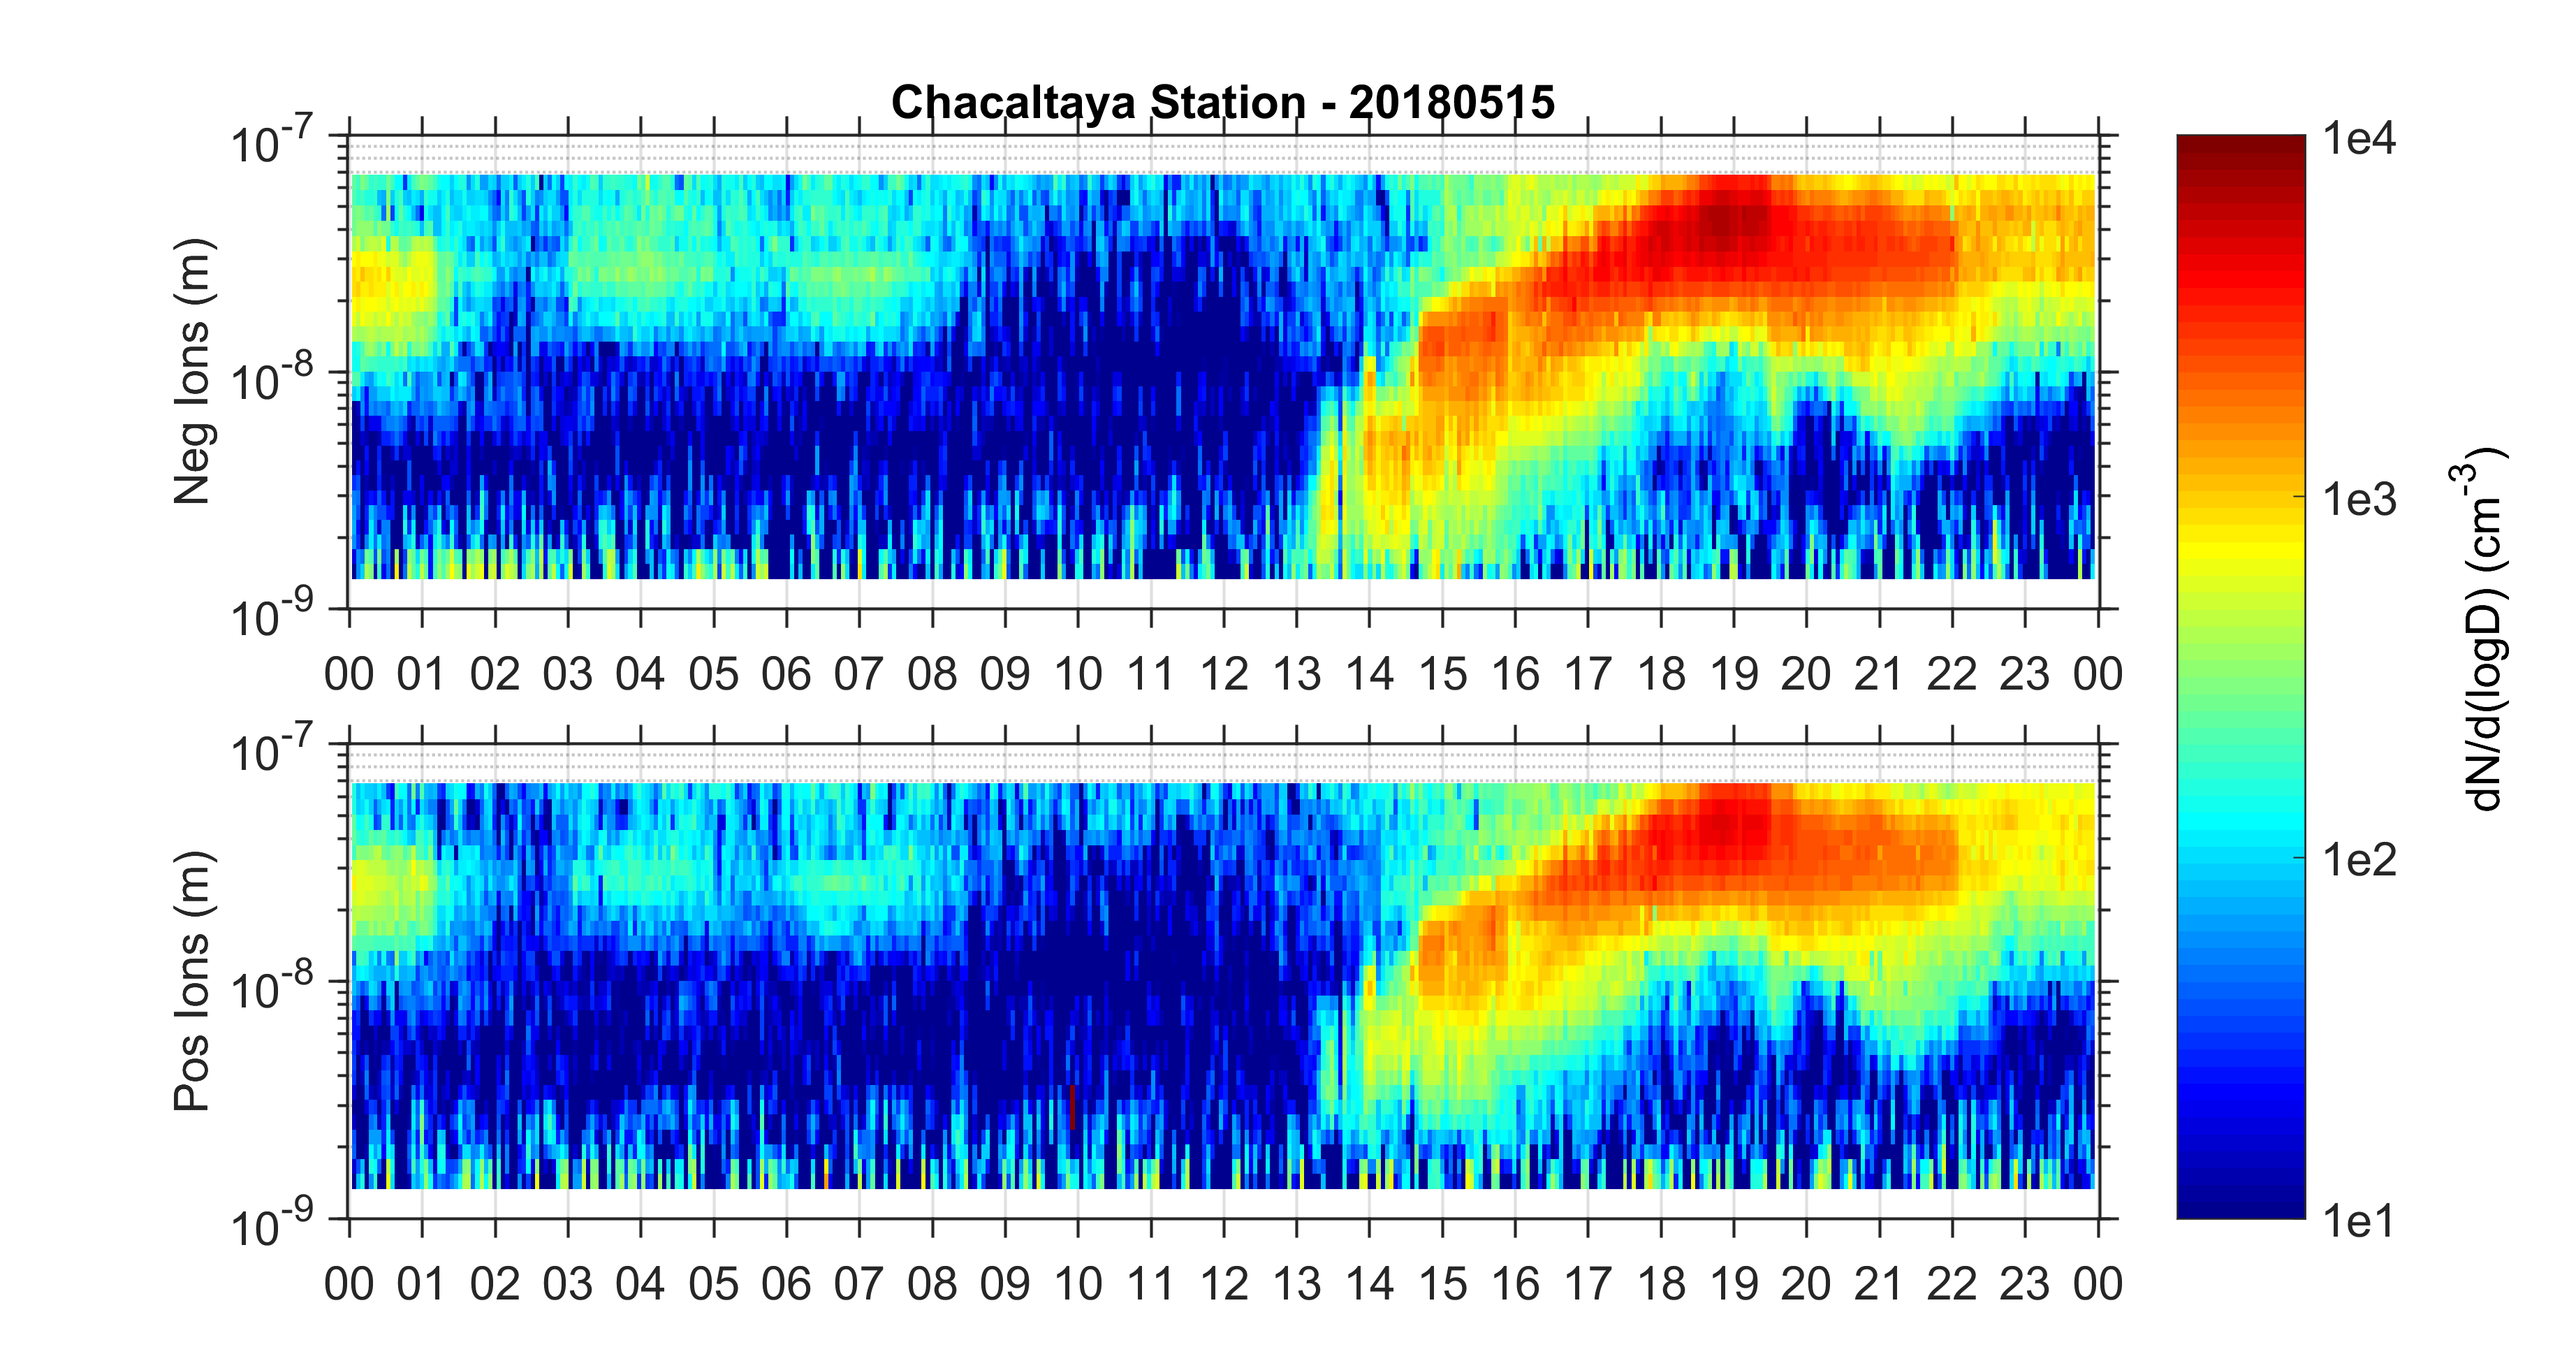 Chacaltaya Station - 20180515
Neg Ions (m)
10-7
10-8
10-9
00 01 02 03 04 05 06 07 08 09 10 11 12 13 14 15 16 17 18 19 20 21 22 23 00
Pos Ions (m)
10-7
10-8
10-9
00 01 02 03 04 05 06 07 08 09 10 11 12 13 14 15 16 17 18 19 20 21 22 23 00
1e4
1e3
1e2
1e1
dN/d(logD) (cm-3)